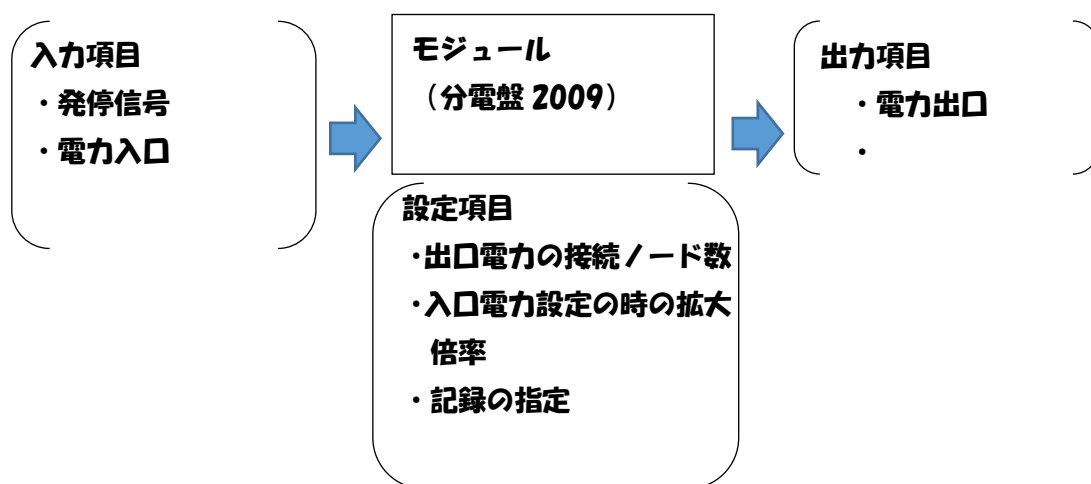 入力項目
・発停信号
・電力入口
モジュール
（分電盤 2009）
出力項目
・電力出口
・
設定項目
・出口電力の接続ノード数
・入口電力設定の時の拡大
倍率
・記録の指定